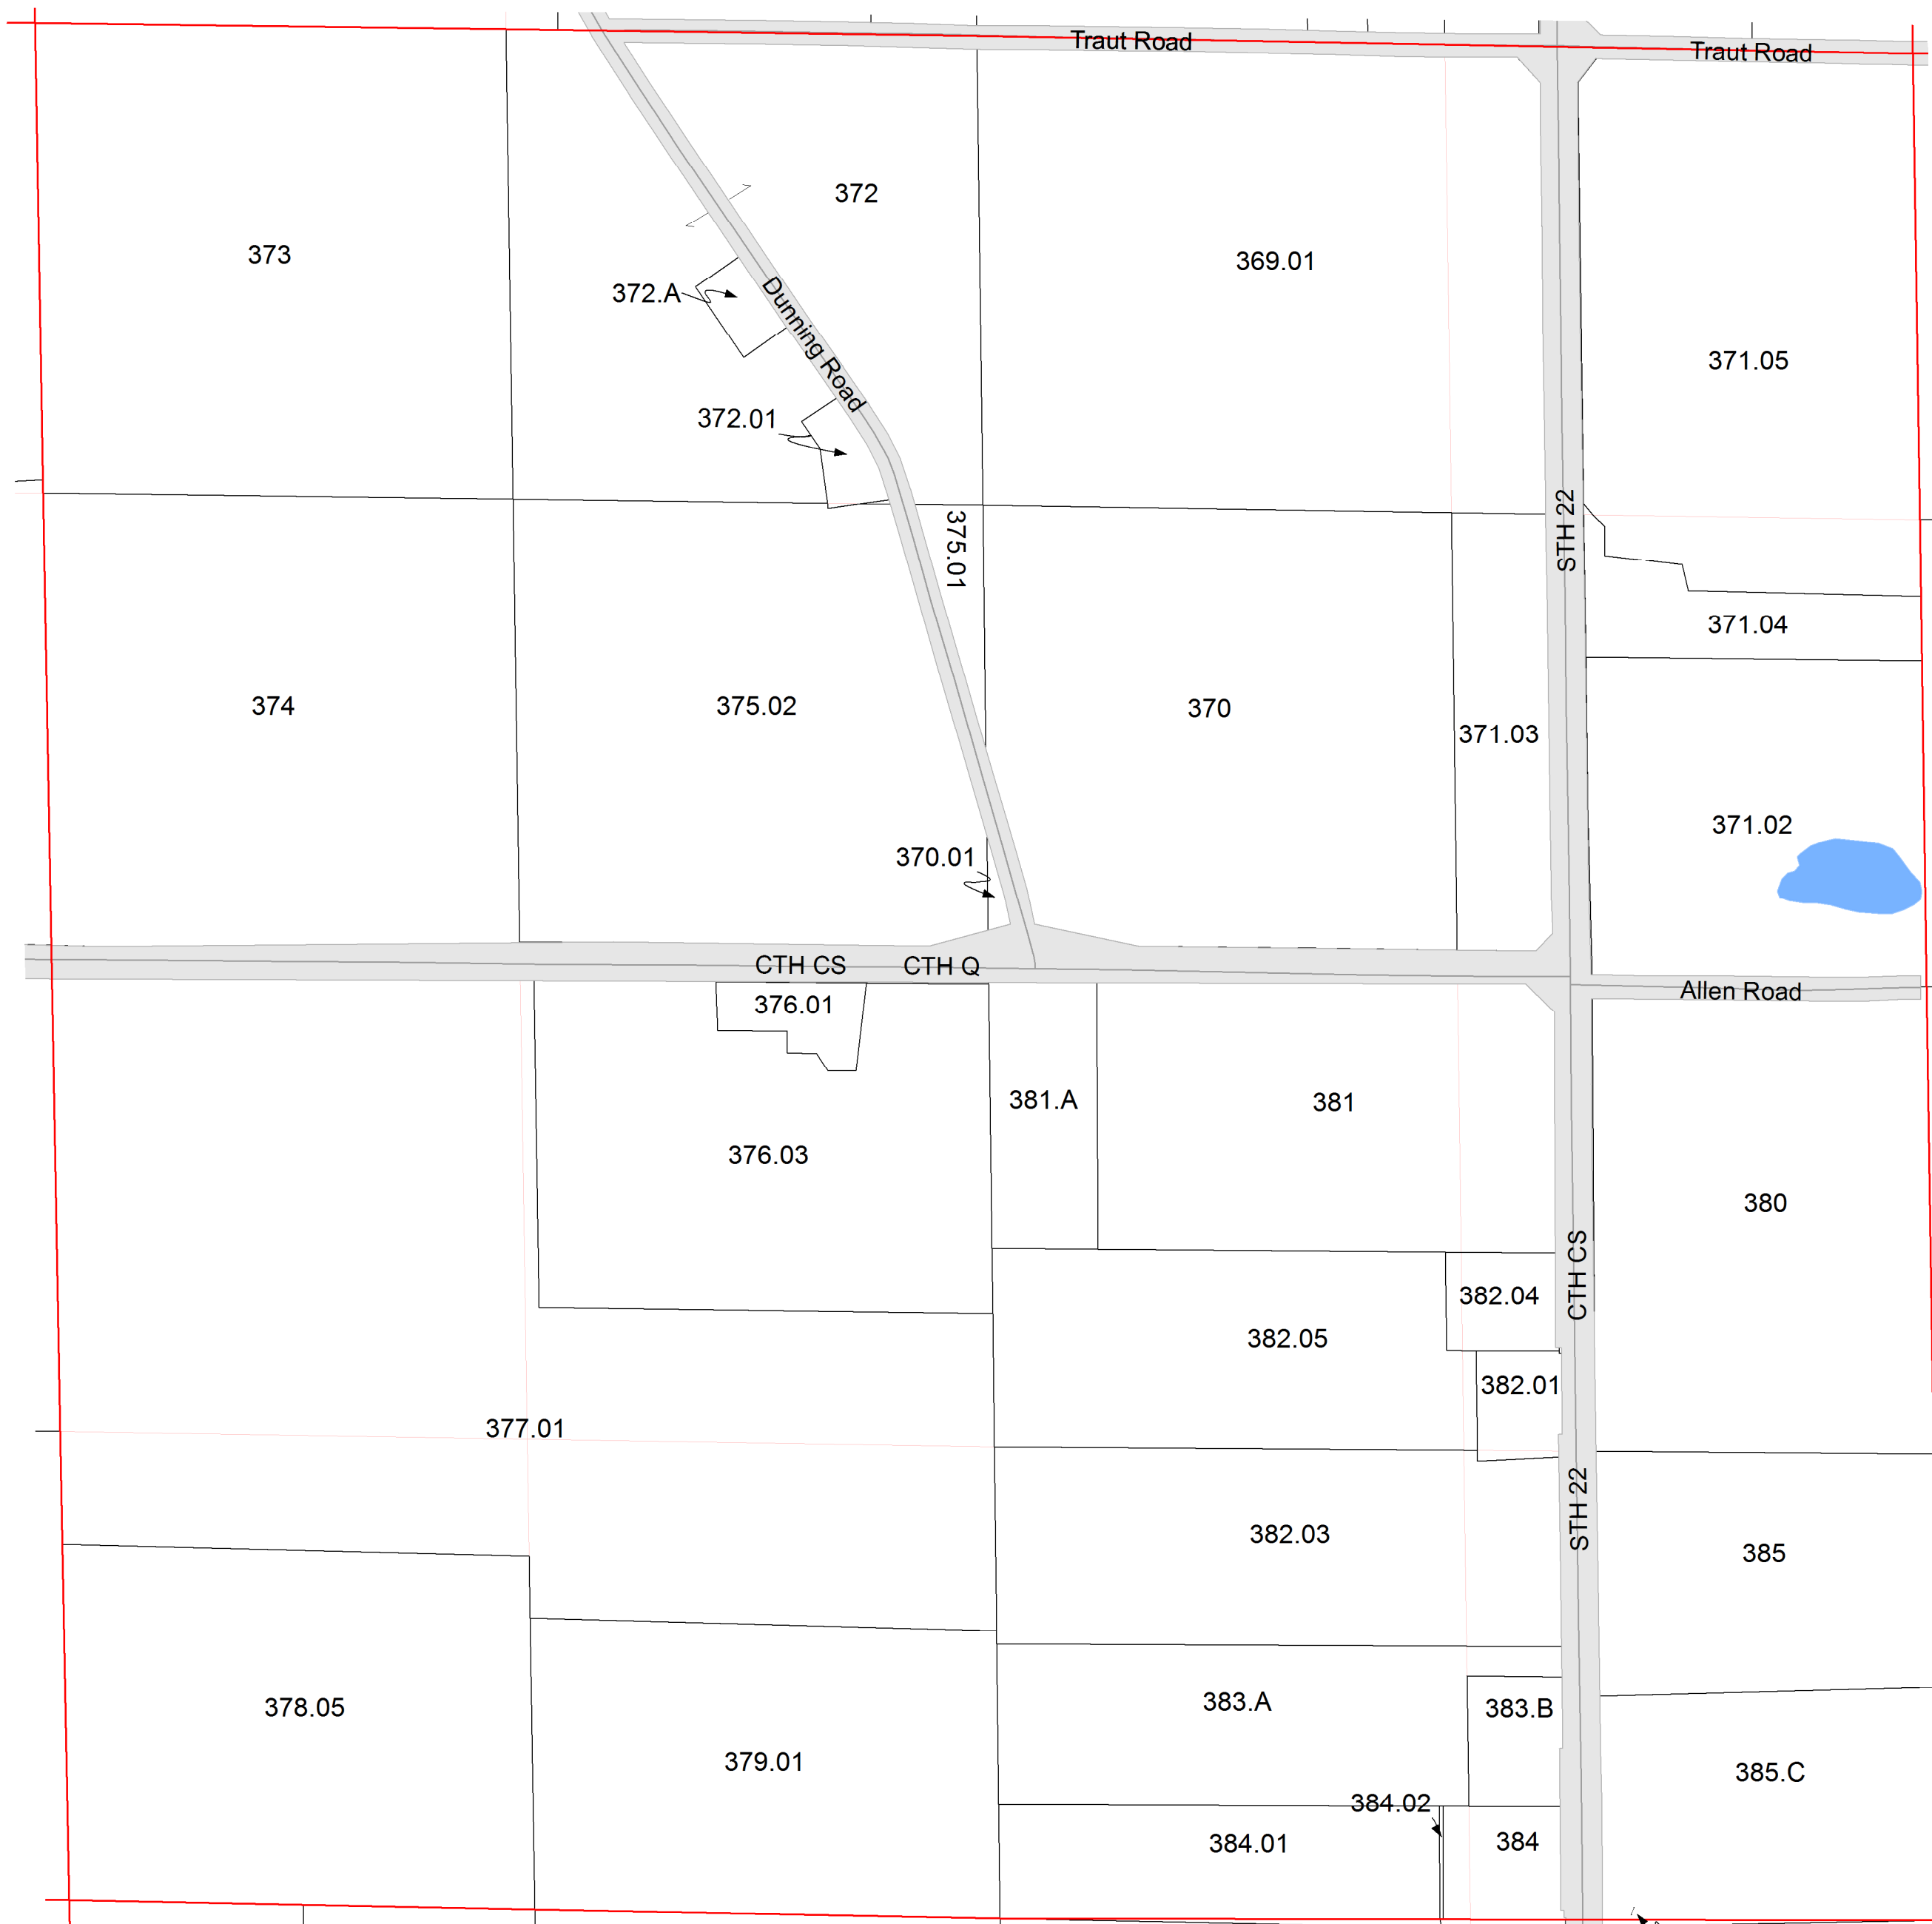 Traut Road
Traut Road
372
373
369.01
372.A
Dunning Road
371.05
372.01
375.01
STH 22
371.04
374
375.02
370
371.03
371.02
370.01
CTH CS
CTH Q
Allen Road
376.01
381.A
381
376.03
380
CTH CS
382.04
382.05
382.01
377.01
STH 22
382.03
385
383.A
378.05
383.B
379.01
385.C
384.02
384.01
384